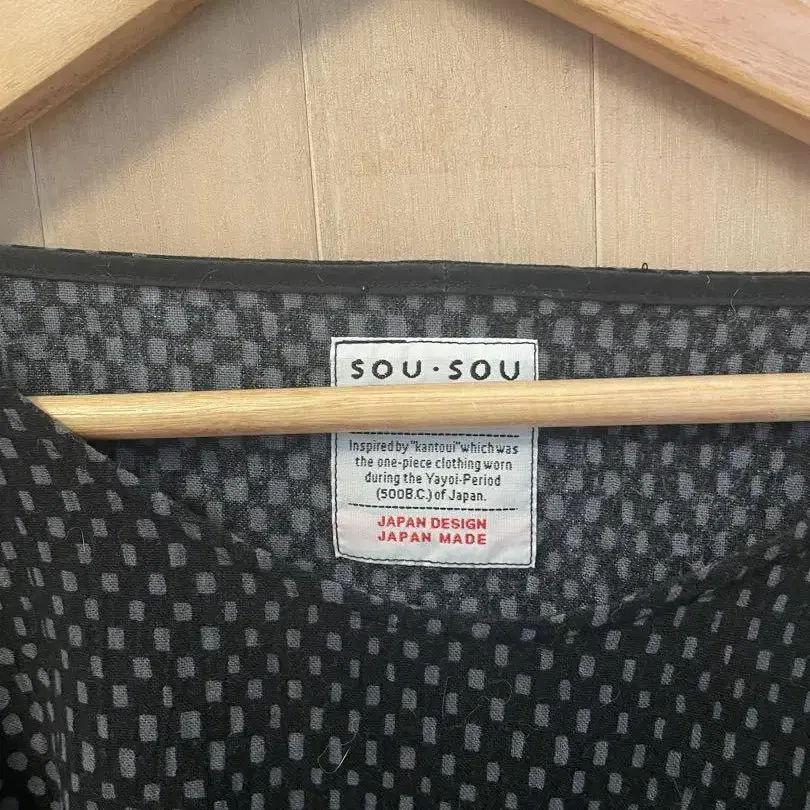 SOU・SOU
Inspired by "kantoui" which was
the one-piece clothing worn
during the Yayoi-Period
(500B.C.) of Japan.
JAPAN DESIGN
JAPAN MADE